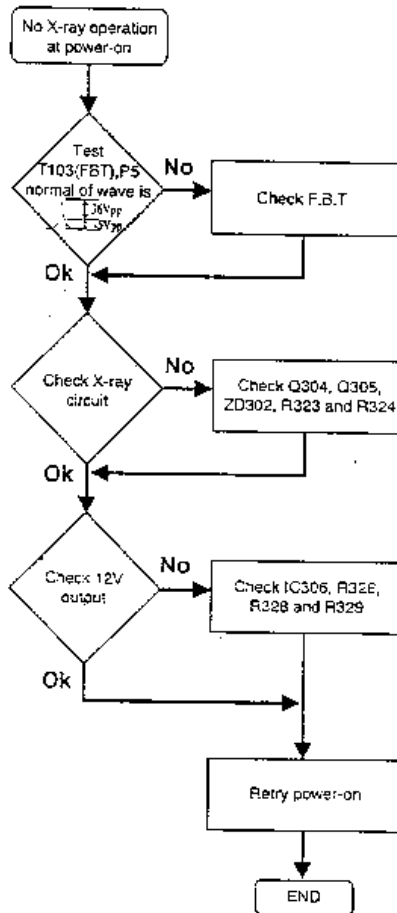 No X-ray operation
at power-on
Test
T103(FBT),P5
normal of wave is
36Vpp
-5Vpp
No
Check F.B.T
Ok
Check X-ray
circuit
No
Check Q304, Q305,
ZD302, R323 and R324
Ok
Check 12V
output
No
Check IC306, R326,
R328 and R329
Ok
Retry power-on
END